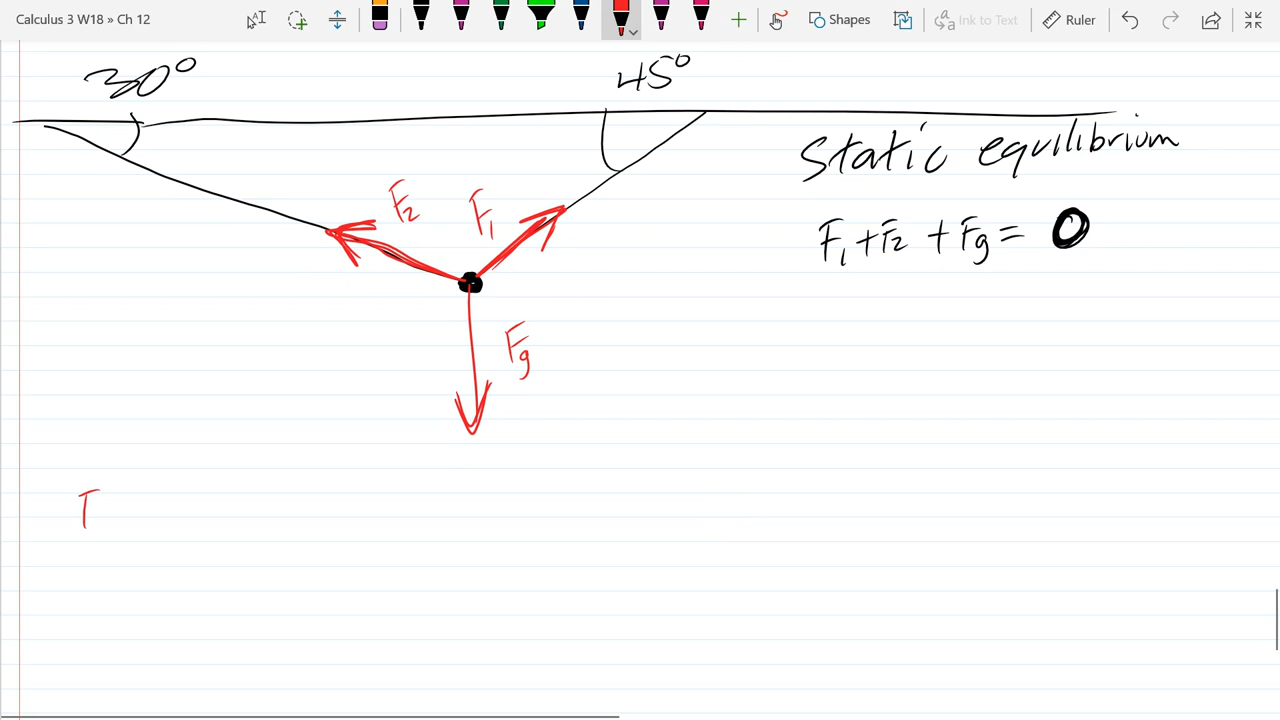 Calculus 3 W18 » Ch 12
Shapes
Ink to Text
Ruler
30°
45°
Static equilibrium
F₂
F₁
F₁ + F₂ + Fg = 0
Fg